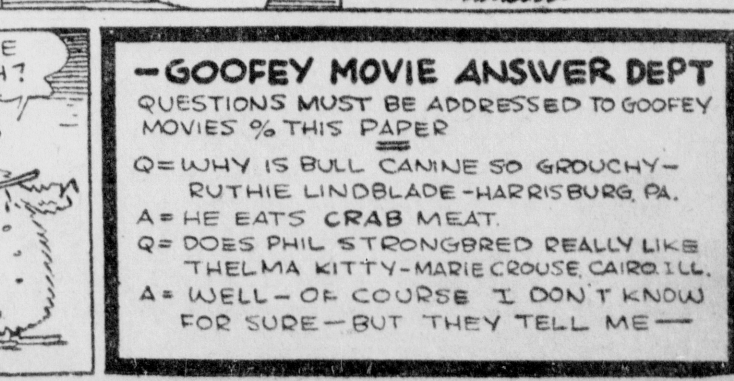 E
H?
—GOOFEY MOVIE ANSWER DEPT
QUESTIONS MUST BE ADDRESSED TO GOOFEY
MOVIES % THIS PAPER
Q= WHY IS BULL CANINE SO GROUCHY—
RUTHIE LINDBLADE - HARRISBURG, PA.
A= HE EATS CRAB MEAT.
Q= DOES PHIL STRONGBRED REALLY LIKE
THELMA KITTY - MARIE CROUSE, CAIRO. ILL.
A= WELL - OF COURSE I DON'T KNOW
FOR SURE — BUT THEY TELL ME —